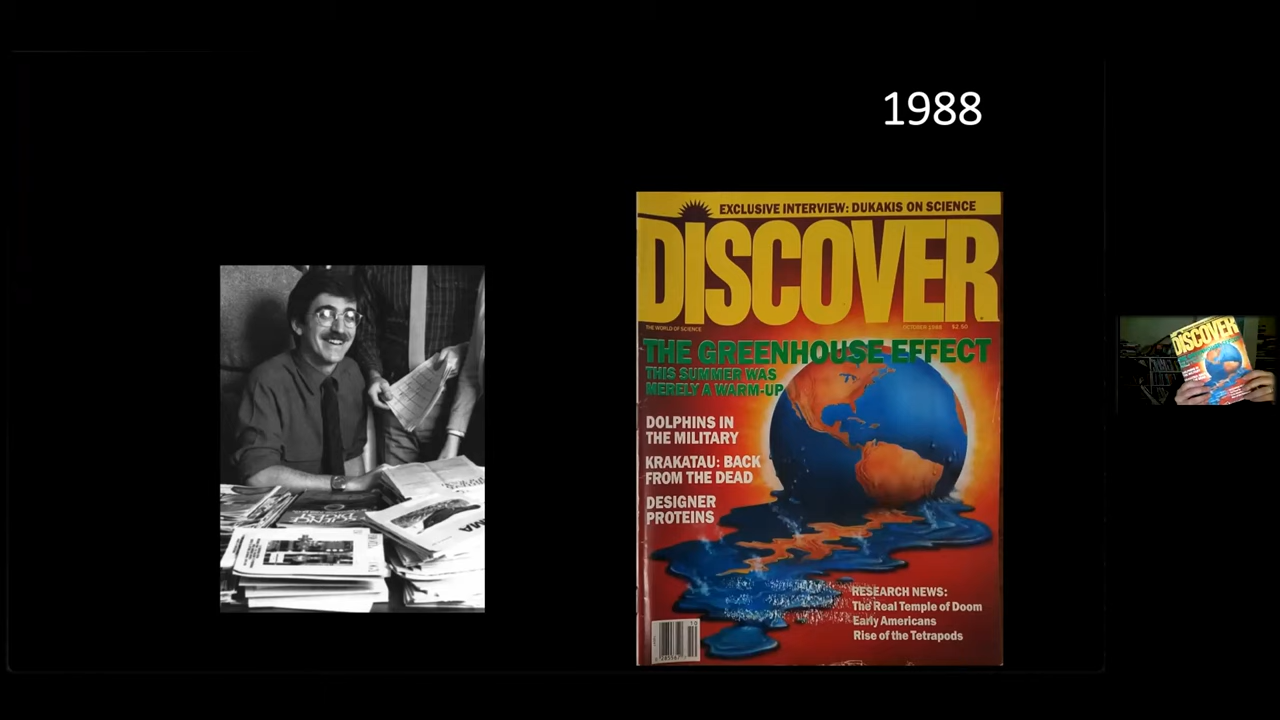 1988
EXCLUSIVE INTERVIEW: DUKAKIS ON SCIENCE
DISCOVER
THE WORLD OF SCIENCE
OCTOBER 1988 $2.50
THE GREENHOUSE EFFECT
THIS SUMMER WAS
MERELY A WARM-UP
DOLPHINS IN
THE MILITARY
KRAKATAU: BACK
FROM THE DEAD
DESIGNER
PROTEINS
RESEARCH NEWS:
The Real Temple of Doom
Early Americans
Rise of the Tetrapods
DISCOVER